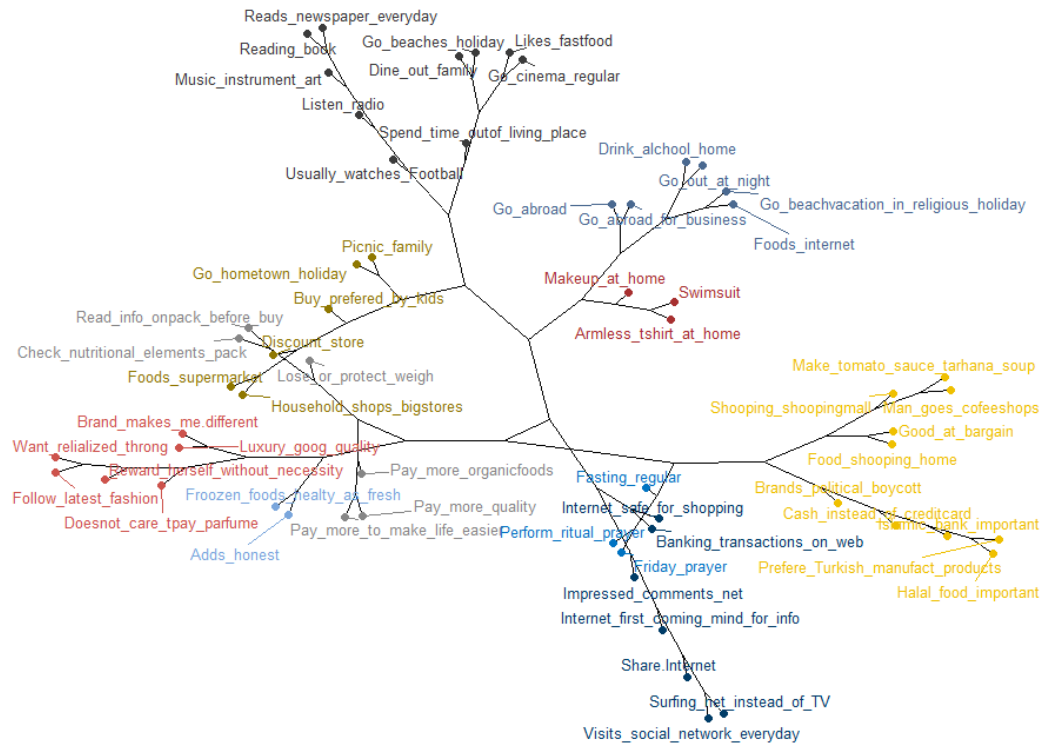 Reads_newspaper_everyday
Reading_book
Music_instrument_art
Listen_radio
Usually_watches_Football
Go_beaches_holiday
Dine_out_family
Likes_fastfood
Go_cinema_regular
Spend_time_outof_living_place
Drink_alchool_home
Go_out_at_night
Go_beachvacation_in_religious_holiday
Go_abroad
Go_abroad_for_business
Foods_internet
Makeup_at_home
Swimsuit
Armless_tshirt_at_home
Picnic_family
Go_hometown_holiday
Buy_prefered_by_kids
Read_info_onpack_before_buy
Check_nutritional_elements_pack
Discount_store
Foods_supermarket
Lose_or_protect_weigh
Household_shops_bigstores
Brand_makes_me.different
Want_relialized_throng
Luxury_goog_quality
Reward_herself_without_necessity
Follow_latest_fashion
Doesnot_care_tpay_parfume
Froozen_foods_healty_as_fresh
Adds_honest
Pay_more_organicfoods
Pay_more_quality
Pay_more_to_make_life_easier
Fasting_regular
Internet_safe_for_shopping
Perform_ritual_prayer
Banking_transactions_on_web
Friday_prayer
Impressed_comments_net
Internet_first_coming_mind_for_info
Share.Internet
Surfing_net_instead_of_TV
Visits_social_network_everyday
Make_tomato_sauce_tarhana_soup
Shooping_shoopingmall
Man_goes_cofeeshops
Good_at_bargain
Food_shooping_home
Brands_political_boycott
Cash_instead_of_creditcard
Islamic_bank_important
Prefere_Turkish_manufact_products
Halal_food_important